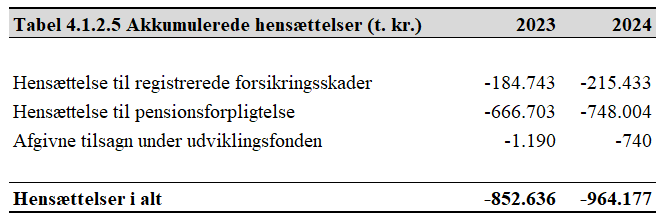 Tabel 4.1.2.5 Akkumulerede hensættelser (t. kr.) 2023 2024
Hensættelse til registrerede forsikringsskader -184.743 -215.433
Hensættelse til pensionsforpligtelse -666.703 -748.004
Afgivne tilsagn under udviklingsfonden -1.190 -740
Hensættelser i alt -852.636 -964.177